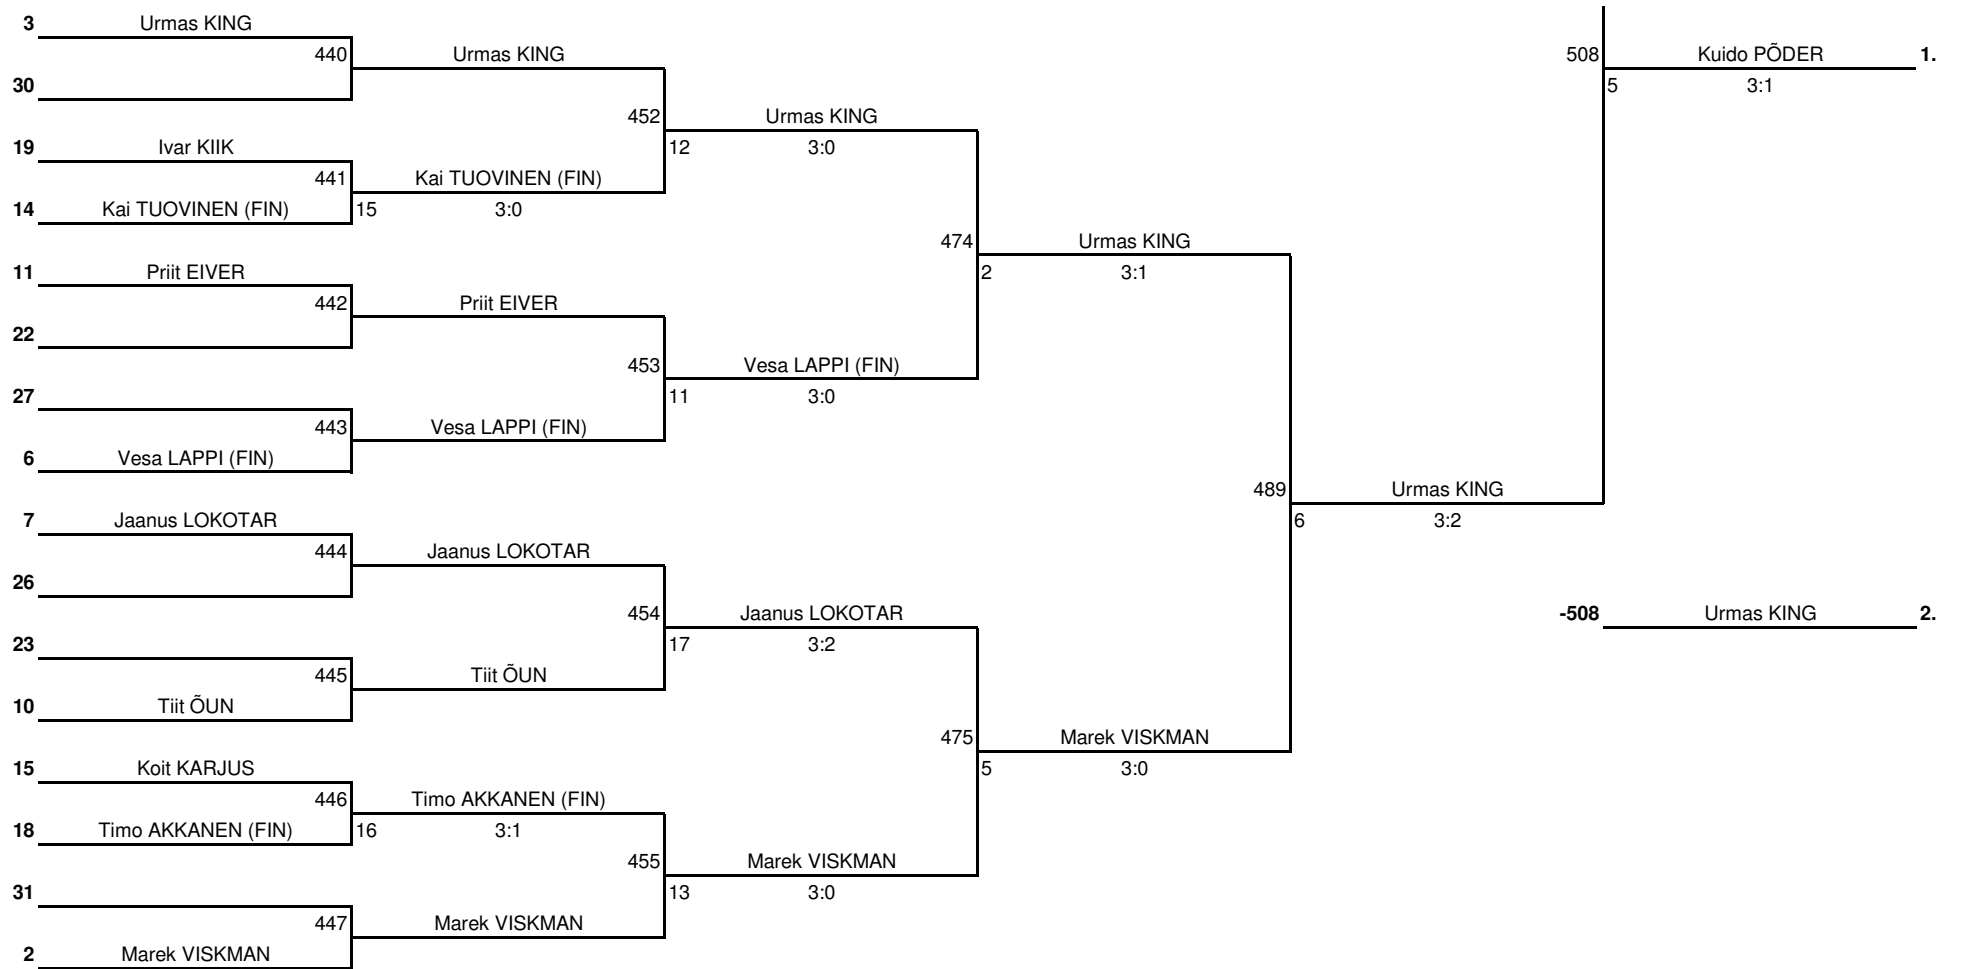 3 Urmas KING
440 Urmas KING 508 Kuido PÕDER 1.
30 5 3:1
452 Urmas KING
19 Ivar KIIK 12 3:0
441 Kai TUOVINEN (FIN)
14 Kai TUOVINEN (FIN) 15 3:0
474 Urmas KING
11 Priit EIVER 2 3:1
442 Priit EIVER
22
453 Vesa LAPPI (FIN)
27 11 3:0
443 Vesa LAPPI (FIN)
6 Vesa LAPPI (FIN)
489 Urmas KING
7 Jaanus LOKOTAR 6 3:2
444 Jaanus LOKOTAR
26
454 Jaanus LOKOTAR -508 Urmas KING 2.
23 17 3:2
445 Tiit ÕUN
10 Tiit ÕUN
475 Marek VISKMAN
15 Koit KARJUS 5 3:0
446 Timo AKKANEN (FIN)
18 Timo AKKANEN (FIN) 16 3:1
455 Marek VISKMAN
31 13 3:0
447 Marek VISKMAN
2 Marek VISKMAN